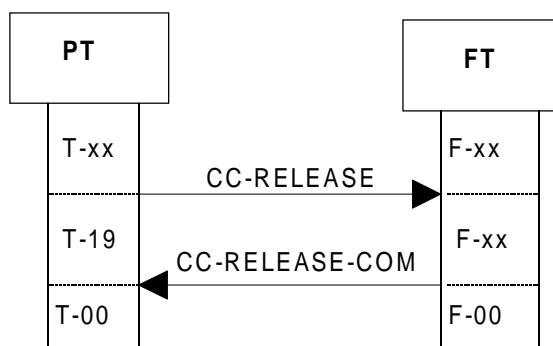 PT
FT
T-xx
F-xx
CC-RELEASE
T-19
F-xx
CC-RELEASE-COM
T-00
F-00